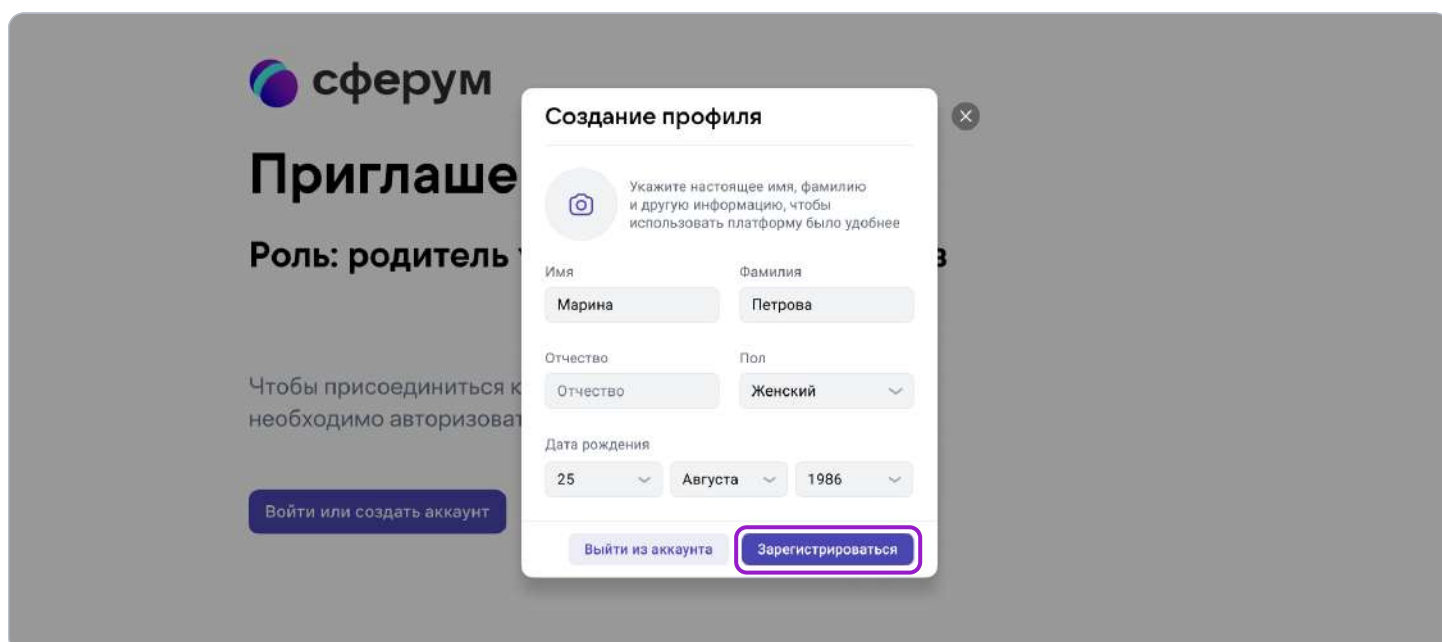 сферум
Приглаше
Роль: родитель
Чтобы присоединиться к
необходимо авторизоват
Войти или создать аккаунт
Создание профиля
Укажите настоящее имя, фамилию
и другую информацию, чтобы
использовать платформу было удобнее
Имя
Фамилия
Марина
Петрова
Отчество
Пол
Отчество
Женский
Дата рождения
25
Августа
1986
Выйти из аккаунта
Зарегистрироваться